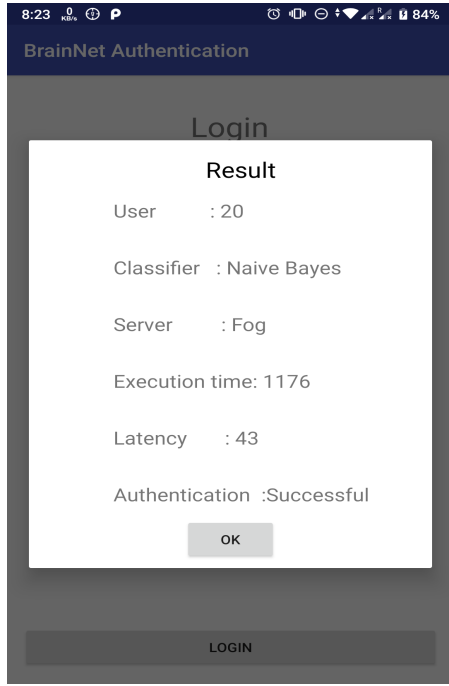 8:23 0 KB/s P R 84%
BrainNet Authentication
Login
Result
User : 20
Classifier : Naive Bayes
Server : Fog
Execution time: 1176
Latency : 43
Authentication :Successful
OK
LOGIN